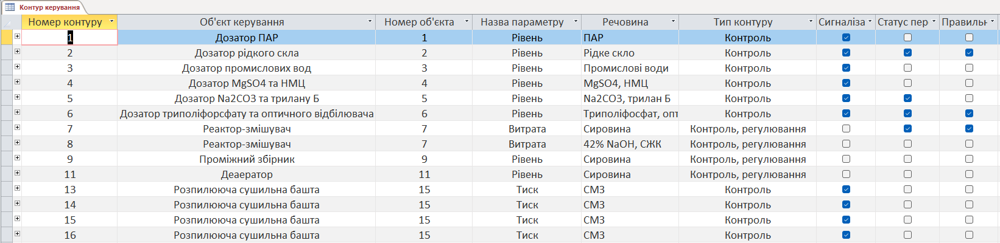 Контур керування
Номер контуру Об'єкт керування Номер об'єкта Назва параметру Речовина Тип контуру Сигналіза Статус пер Правильн
1 Дозатор ПАР 1 Рівень ПАР Контроль
2 Дозатор рідкого скла 2 Рівень Рідке скло Контроль
3 Дозатор промислових вод 3 Рівень Промислові води Контроль
4 Дозатор MgSO4 та НМЦ 4 Рівень MgSO4, НМЦ Контроль
5 Дозатор Na2CO3 та трилану Б 5 Рівень Na2CO3, трилан Б Контроль
6 Дозатор триполіфорсфату та оптичного відбілювача 6 Рівень Триполіфосфат, опт Контроль
7 Реактор-змішувач 7 Витрата Сировина Контроль, регулювання
8 Реактор-змішувач 7 Витрата 42% NaOH, СЖК Контроль, регулювання
9 Проміжний збірник 9 Рівень Сировина Контроль, регулювання
11 Деаератор 11 Рівень Сировина Контроль, регулювання
13 Розпилююча сушильна башта 15 Тиск СМЗ Контроль
14 Розпилююча сушильна башта 15 Тиск СМЗ Контроль
15 Розпилююча сушильна башта 15 Тиск СМЗ Контроль
16 Розпилююча сушильна башта 15 Тиск СМЗ Контроль